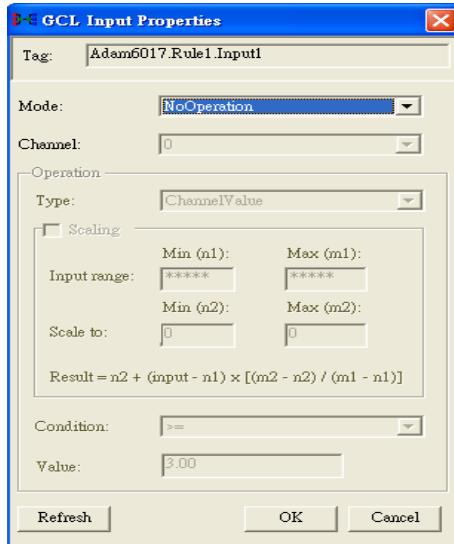 GCL Input Properties
Tag: Adam6017.Rule1.Input1
Mode: NoOperation
Channel: 0
Operation
Type: ChannelValue
Scaling
Min (n1): Max (m1):
Input range: ***** *****
Min (n2): Max (m2):
Scale to: 0 0
Result = n2 + (input - n1) x [(m2 - n2) / (m1 - n1)]
Condition: >=
Value: 3.00
Refresh OK Cancel